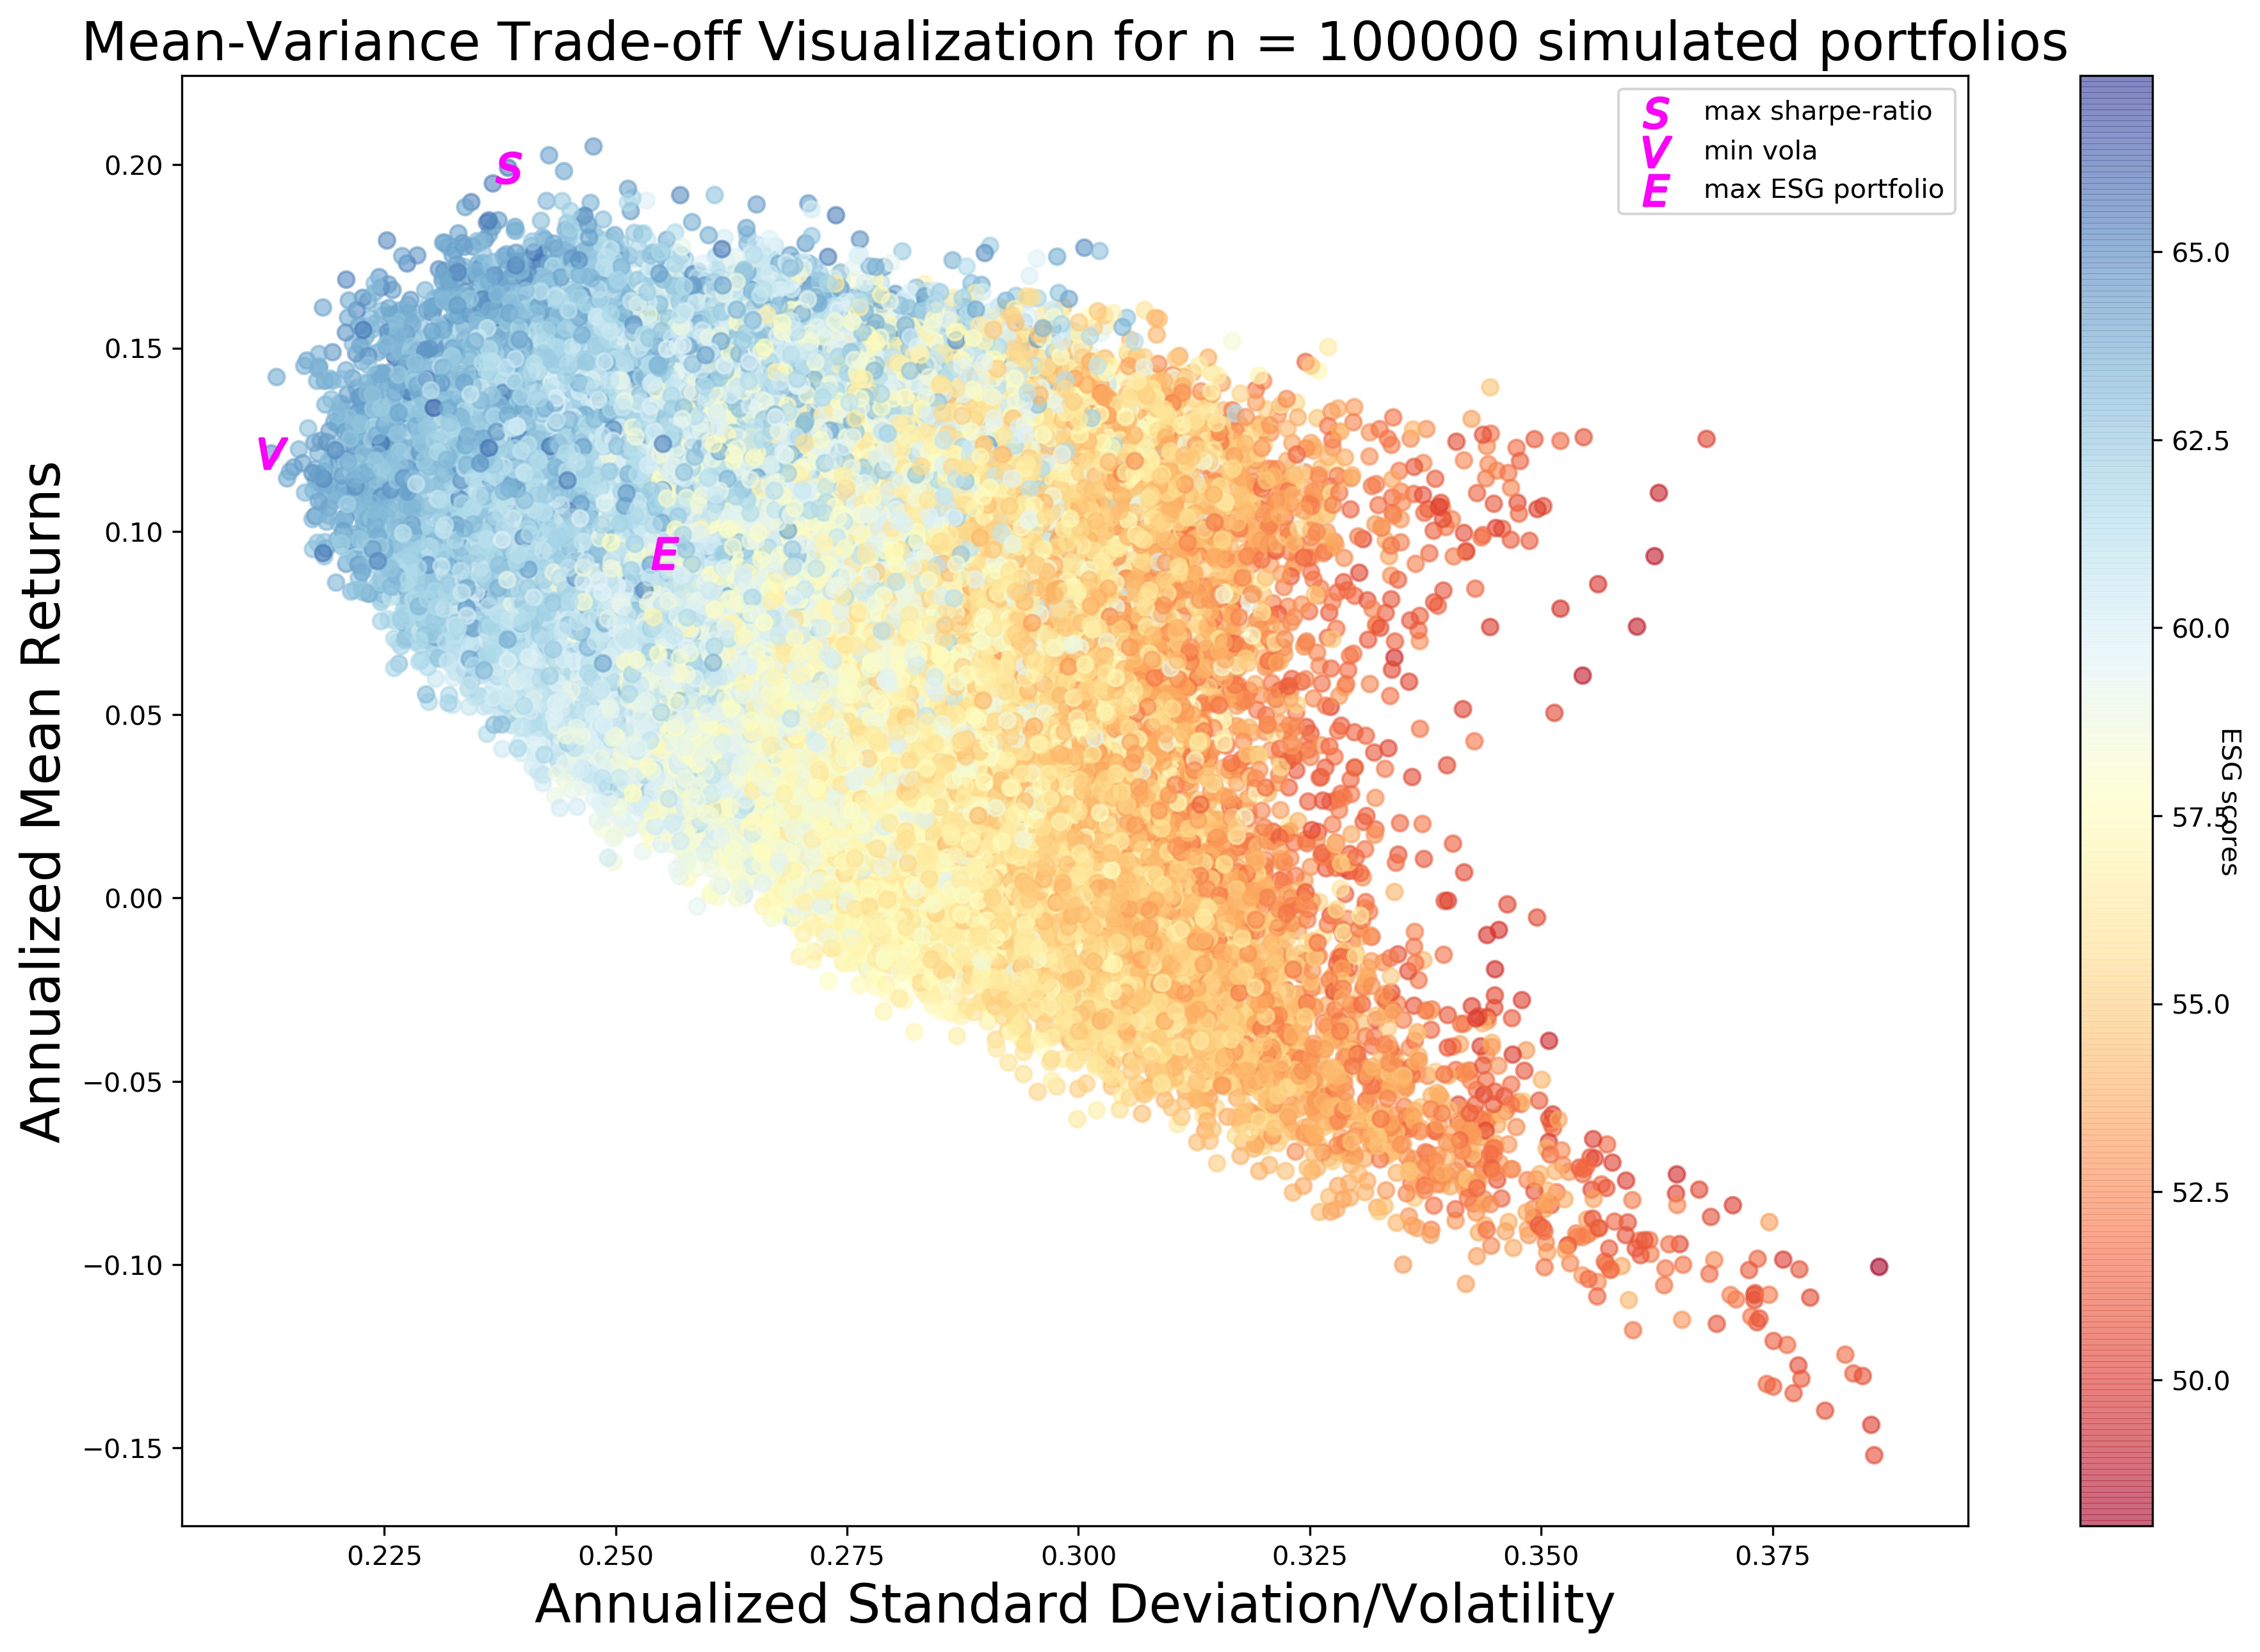 Mean-Variance Trade-off Visualization for n = 100000 simulated portfolios
S max sharpe-ratio
V min vola
E max ESG portfolio
S
V
E
Annualized Mean Returns
0.20
0.15
0.10
0.05
0.00
−0.05
−0.10
−0.15
0.225 0.250 0.275 0.300 0.325 0.350 0.375
Annualized Standard Deviation/Volatility
65.0
62.5
60.0
57.5
55.0
52.5
50.0
ESG scores